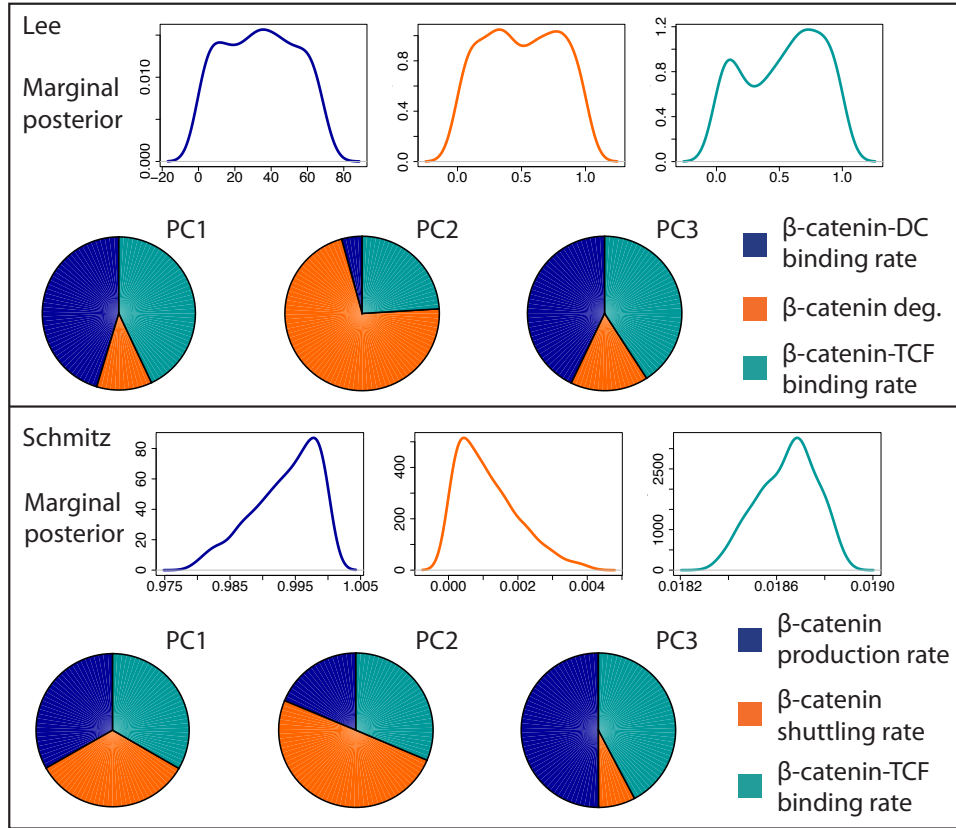 Lee
Marginal
posterior
0.000
0.010
−20 0 20 40 60 80
0.0
0.4
0.8
0.0 0.5 1.0
0.0
0.4
0.8
1.2
0.0 0.5 1.0
PC1
PC2
PC3
β-catenin-DC
binding rate
β-catenin deg.
β-catenin-TCF
binding rate
Schmitz
Marginal
posterior
0
20
40
60
80
0.975 0.985 0.995 1.005
0
200
400
0.000 0.002 0.004
0
1000
2500
0.0182 0.0186 0.0190
PC1
PC2
PC3
β-catenin
production rate
β-catenin
shuttling rate
β-catenin-TCF
binding rate